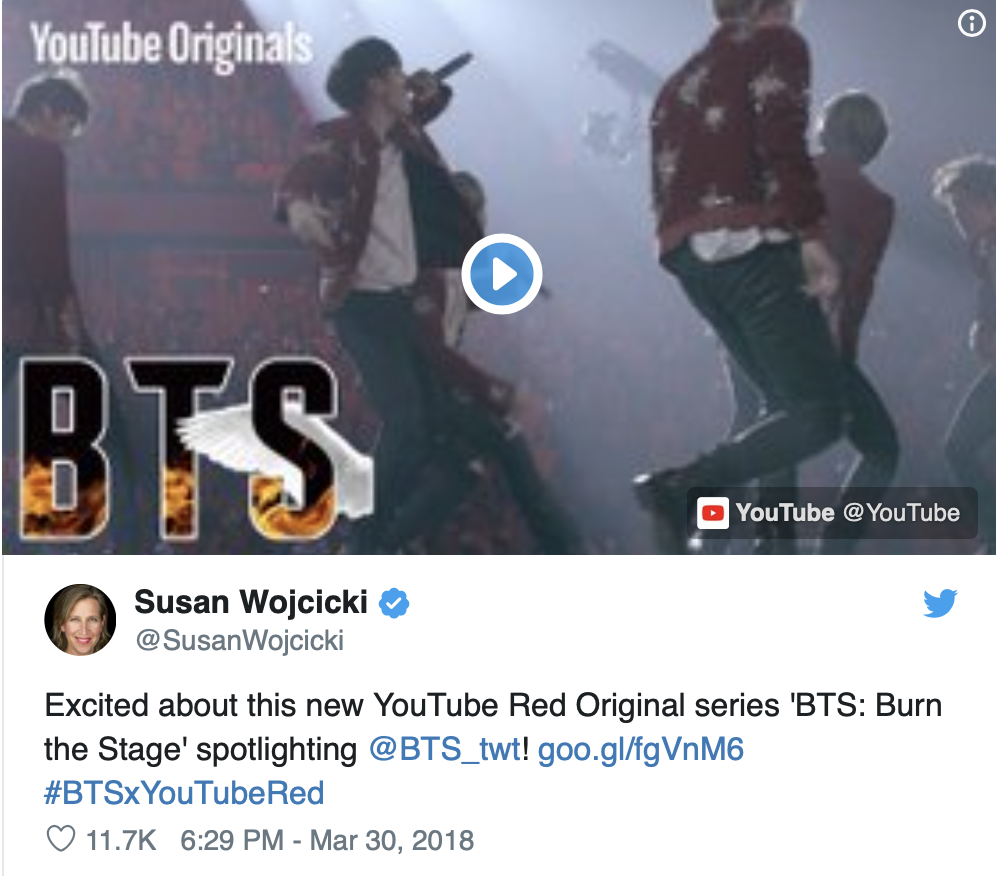 YouTube Originals
BTS
YouTube @YouTube
Susan Wojcicki
@SusanWojcicki
Excited about this new YouTube Red Original series 'BTS: Burn
the Stage' spotlighting @BTS_twt! goo.gl/fgVnM6
#BTSxYouTubeRed
11.7K 6:29 PM - Mar 30, 2018